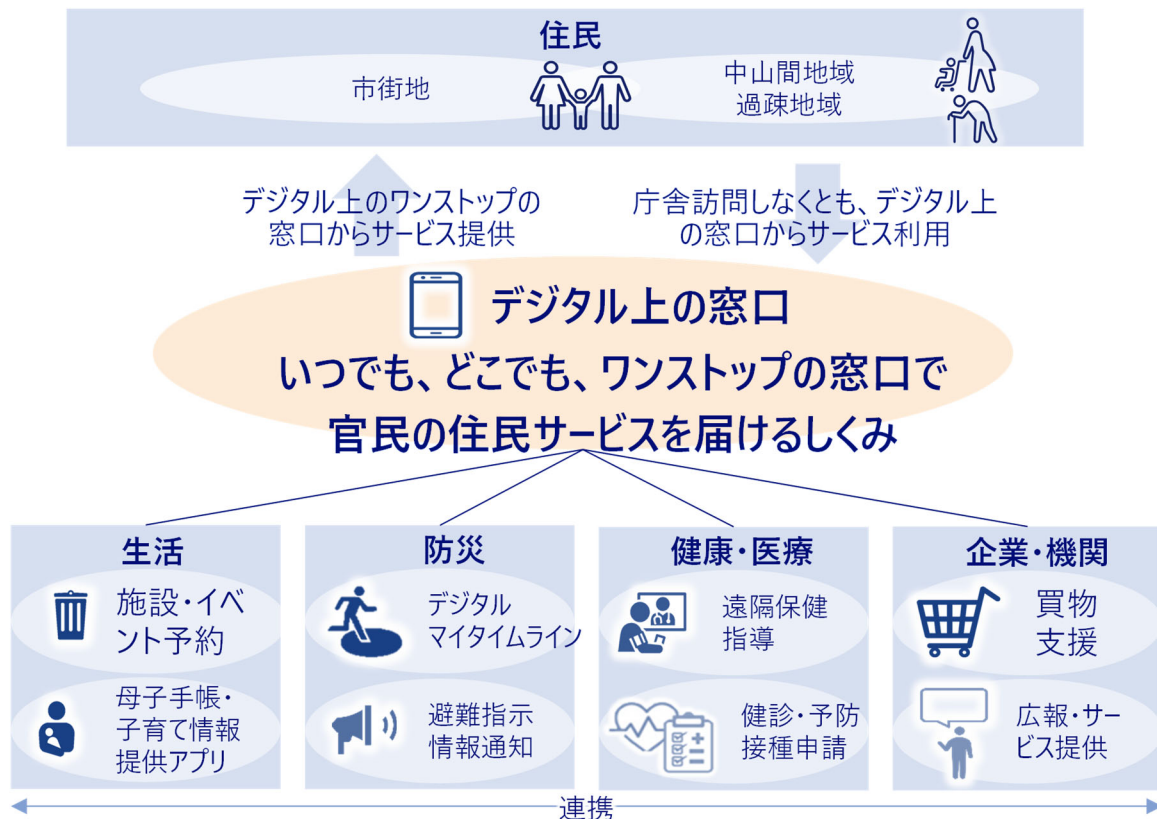 住民
市街地
中山間地域
過疎地域
デジタル上のワンストップの
窓口からサービス提供
庁舎訪問しなくとも、デジタル上
の窓口からサービス利用
デジタル上の窓口
いつでも、どこでも、ワンストップの窓口で
官民の住民サービスを届けるしくみ
生活
施設・イベ
ント予約
母子手帳・
子育て情報
提供アプリ
防災
デジタル
マイタイムライン
避難指示
情報通知
健康・医療
遠隔保健
指導
健診・予防
接種申請
企業・機関
買物
支援
広報・サー
ビス提供
連携